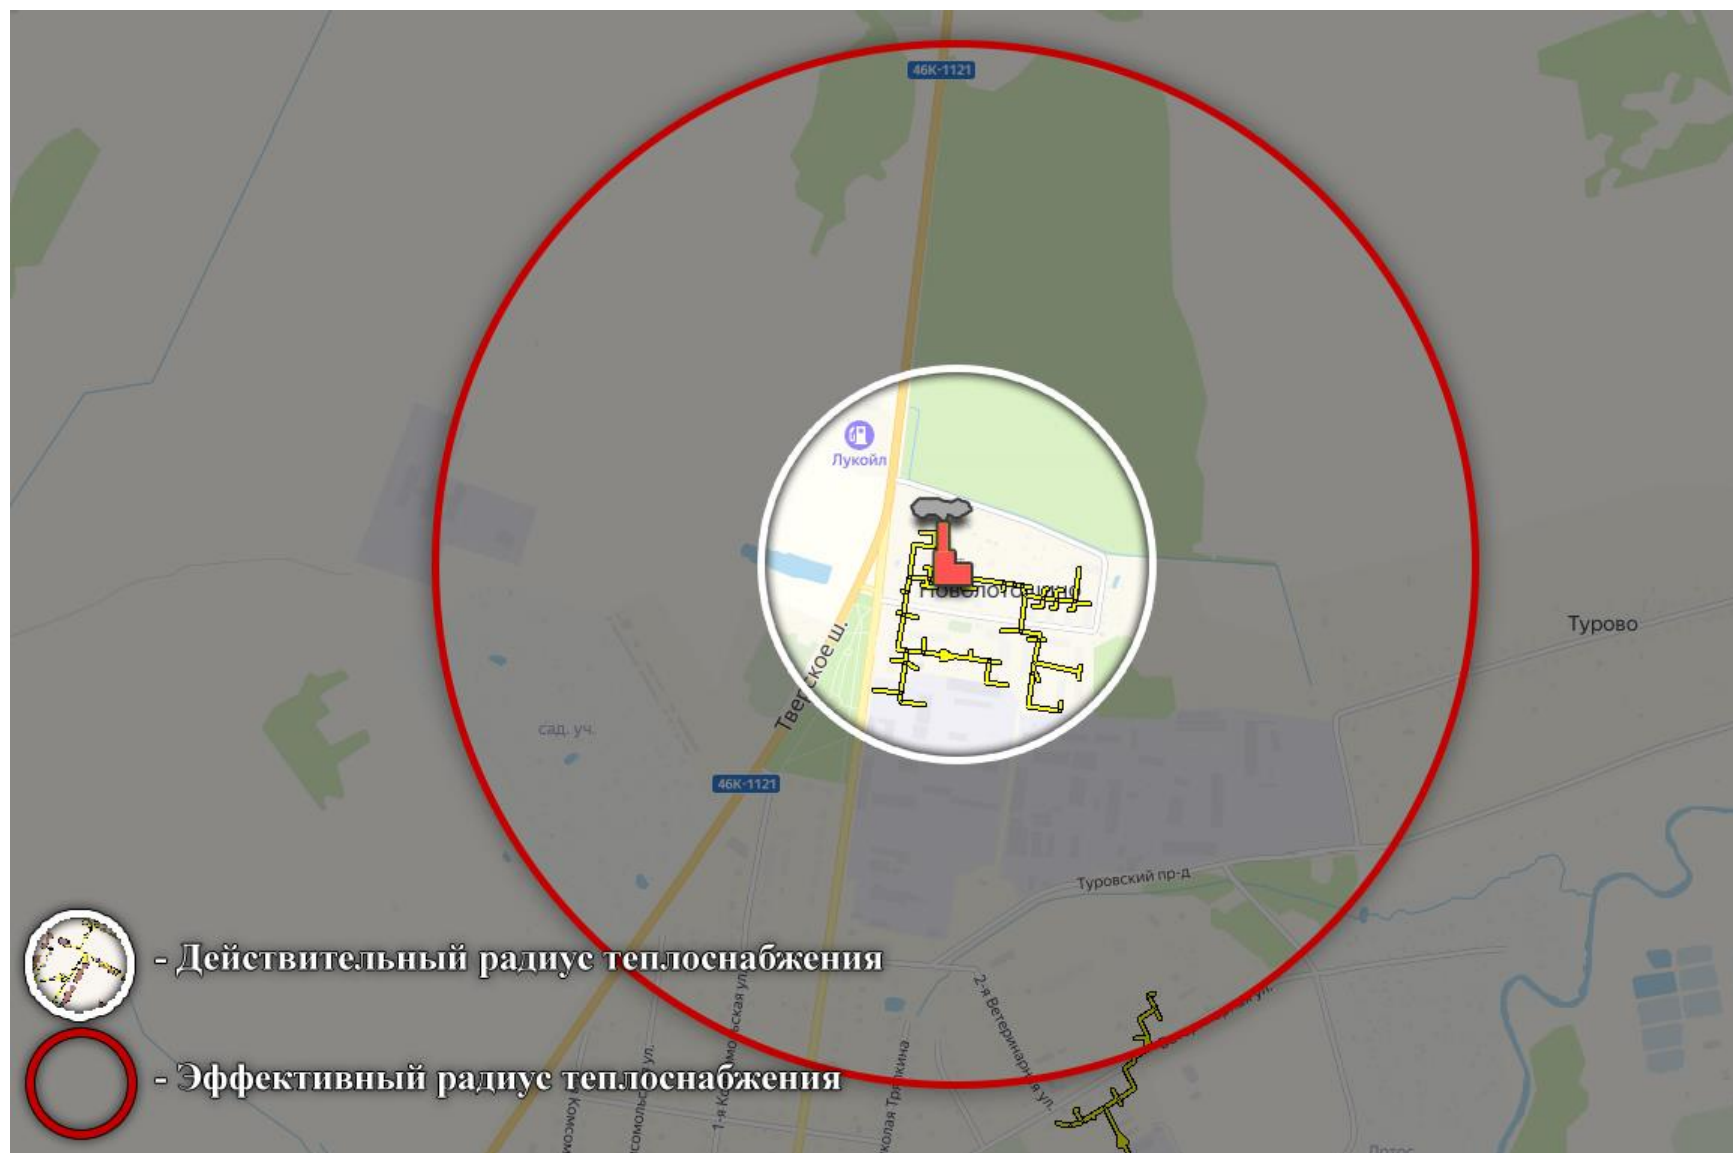 46К-1121
Лукойл
Новолотошино
Турово
Тверское ш.
сад. уч.
46К-1121
Туровский пр-д
- Действительный радиус теплоснабжения
2-я Ветеринарная ул.
1-я Комсомольская ул.
- Эффективный радиус теплоснабжения